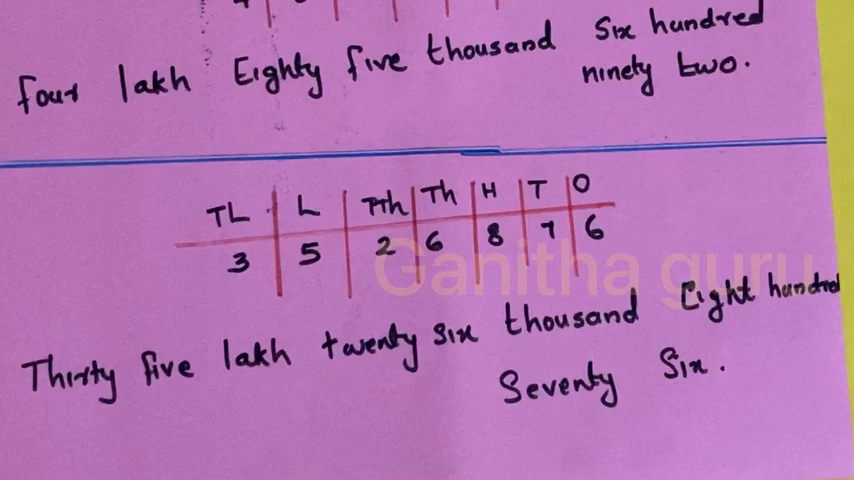 four lakh Eighty five thousand Six hundred
ninety two.
TL L TTh Th H T O
3 5 2 6 8 7 6
Ganitha guru
Thirty five lakh twenty six thousand Eight hundred
Seventy Six.